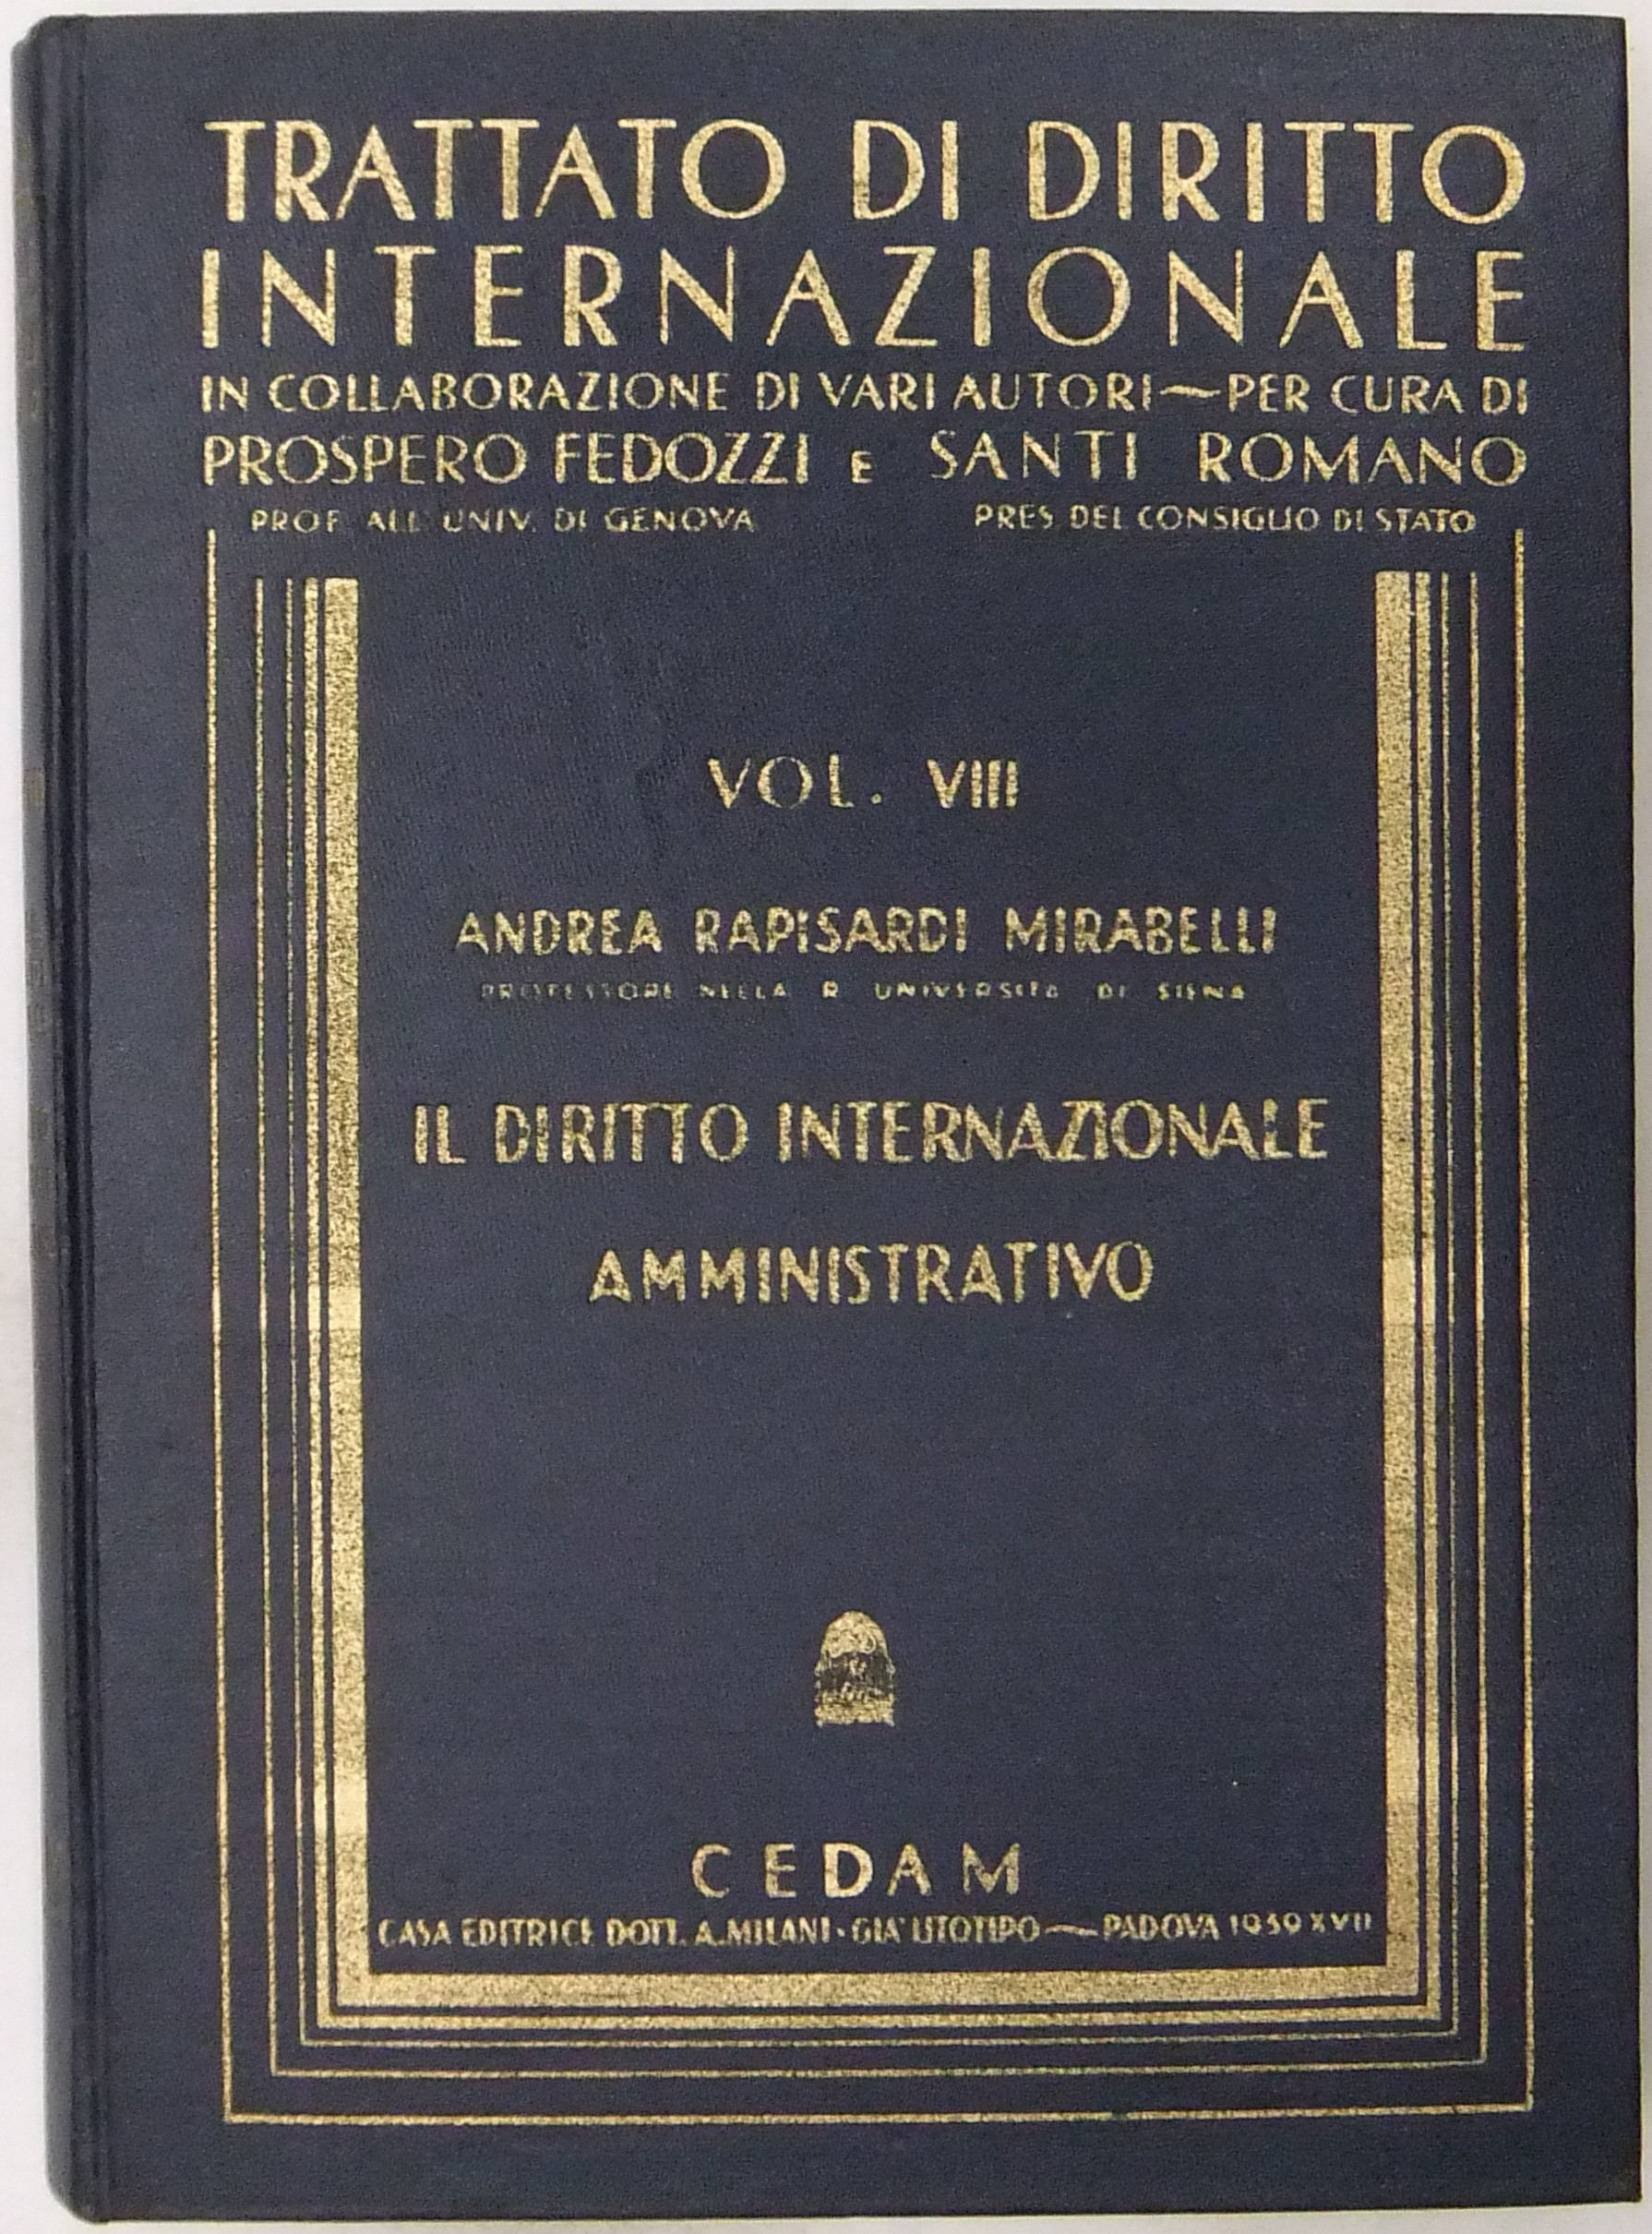 TRATTATO DI DIRITTO
INTERNAZIONALE
IN COLLABORAZIONE DI VARI AUTORI ~ PER CURA DI
PROSPERO FEDOZZI E SANTI ROMANO
PROF ALL' UNIV. DI GENOVA PRES DEL CONSIGLIO DI STATO
VOL. VIII
ANDREA RAPISARDI MIRABELLI
PROFESSORE NELLA R UNIVERSITÀ DI SIENA
IL DIRITTO INTERNAZIONALE
AMMINISTRATIVO
CEDAM
CASA EDITRICE DOTT. A. MILANI · GIA' LITOTIPO ~ PADOVA 1939 XVII